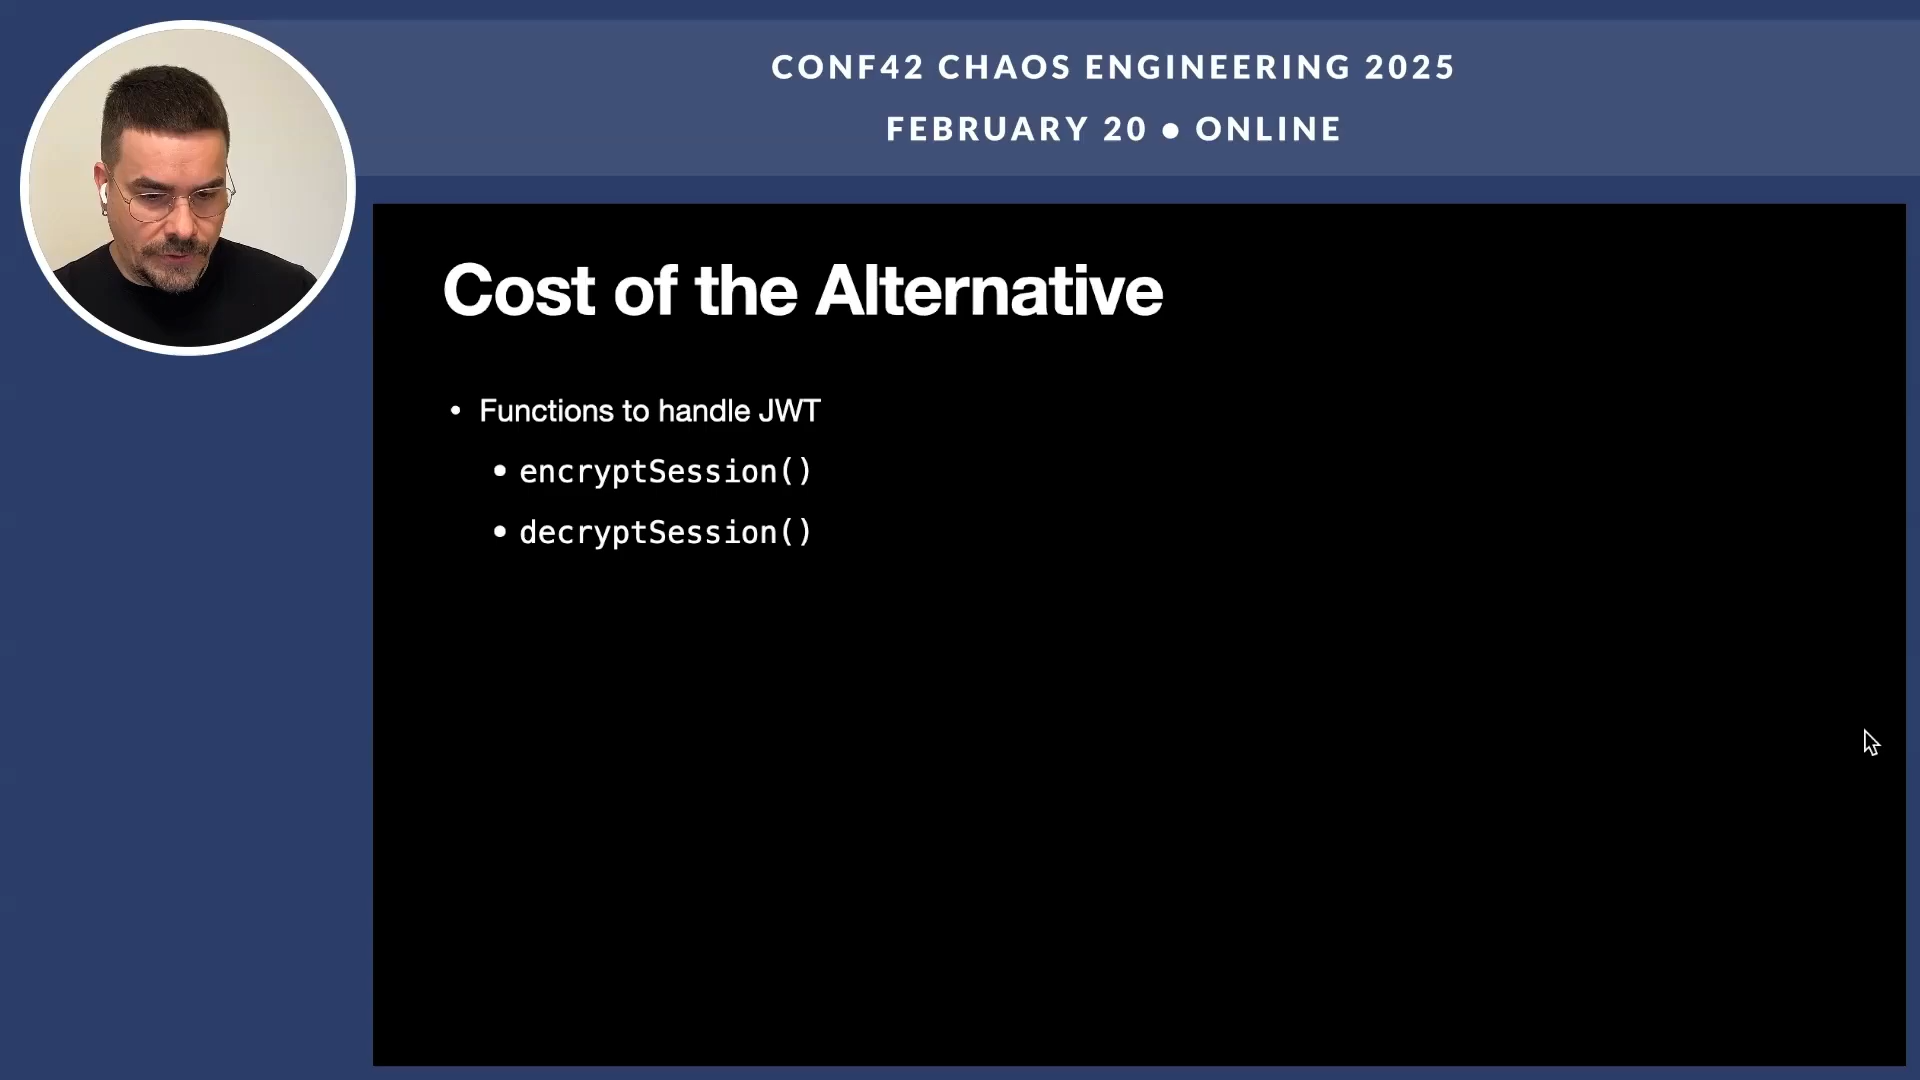 CONF42 CHAOS ENGINEERING 2025
FEBRUARY 20 ● ONLINE
Cost of the Alternative
• Functions to handle JWT
• encryptSession()
• decryptSession()